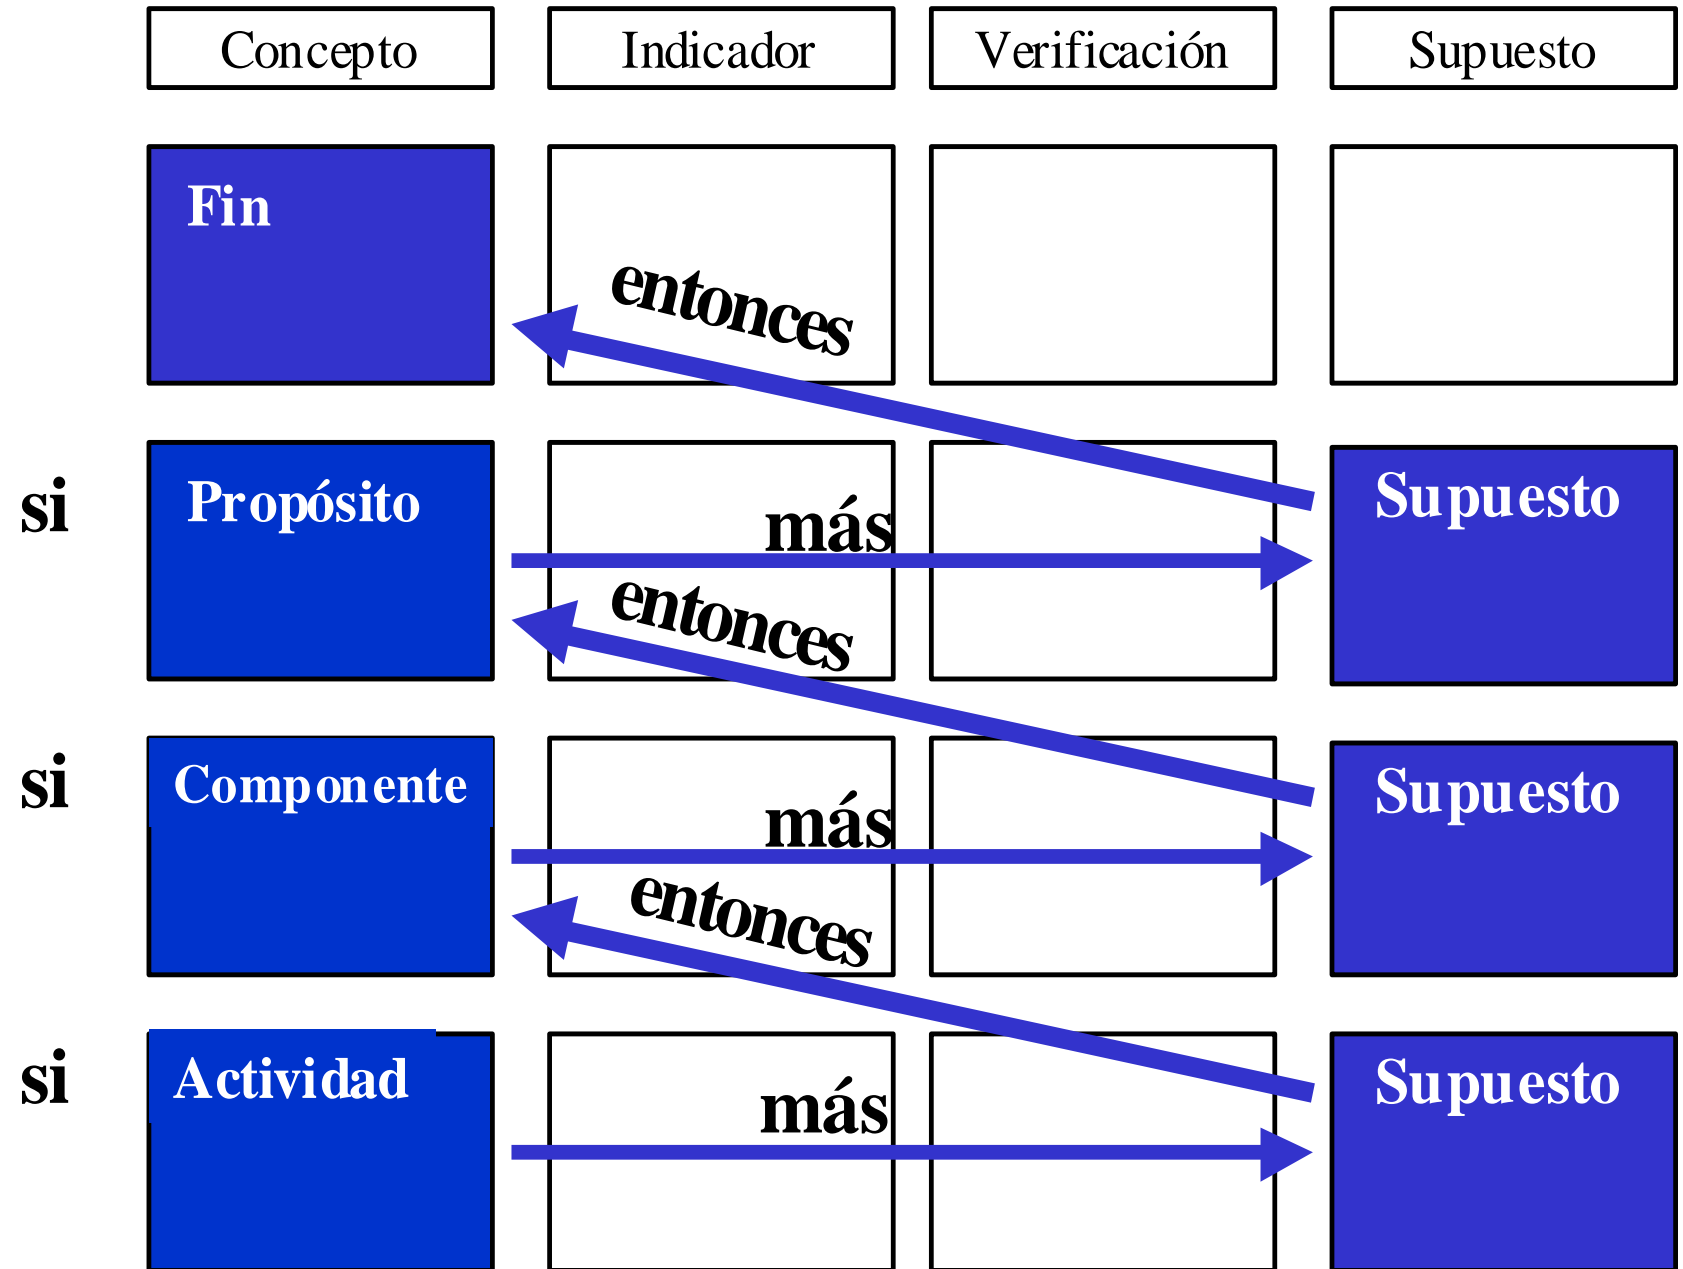 Concepto
Indicador
Verificación
Supuesto
Fin
entonces
si
Propósito
más
Supuesto
entonces
si
Componente
más
Supuesto
entonces
si
Actividad
más
Supuesto